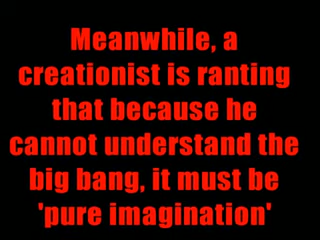 Meanwhile, a
creationist is ranting
that because he
cannot understand the
big bang, it must be
'pure imagination'